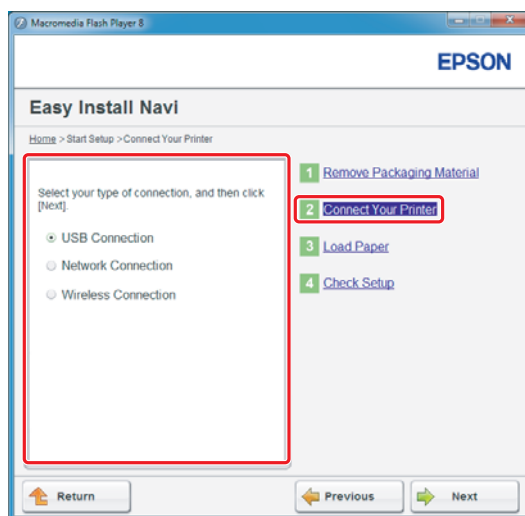 Macromedia Flash Player 8
EPSON
Easy Install Navi
Home > Start Setup >Connect Your Printer
Select your type of connection, and then click
[Next].
USB Connection
Network Connection
Wireless Connection
1 Remove Packaging Material
2 Connect Your Printer
3 Load Paper
4 Check Setup
Return
Previous
Next